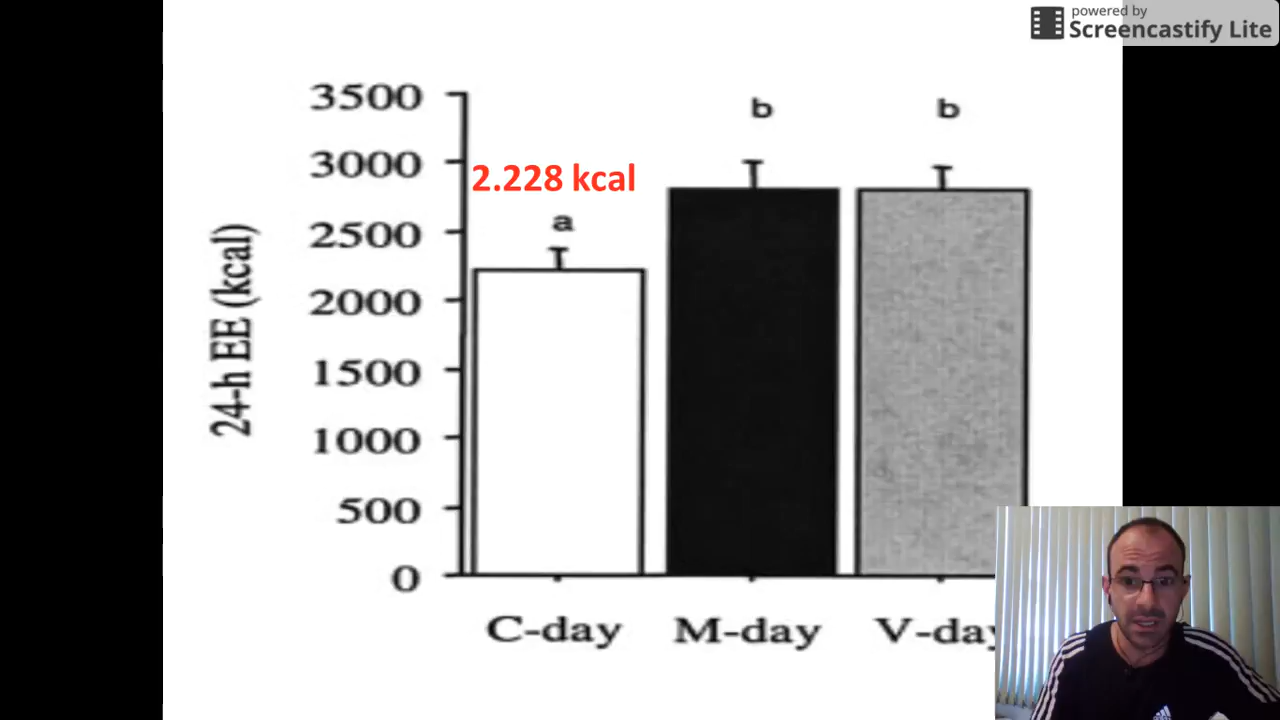 powered by
Screencastify Lite
3500
3000
2500
2000
1500
1000
500
0
24-h EE (kcal)
2.228 kcal
a
b
b
C-day
M-day
V-day
adidas